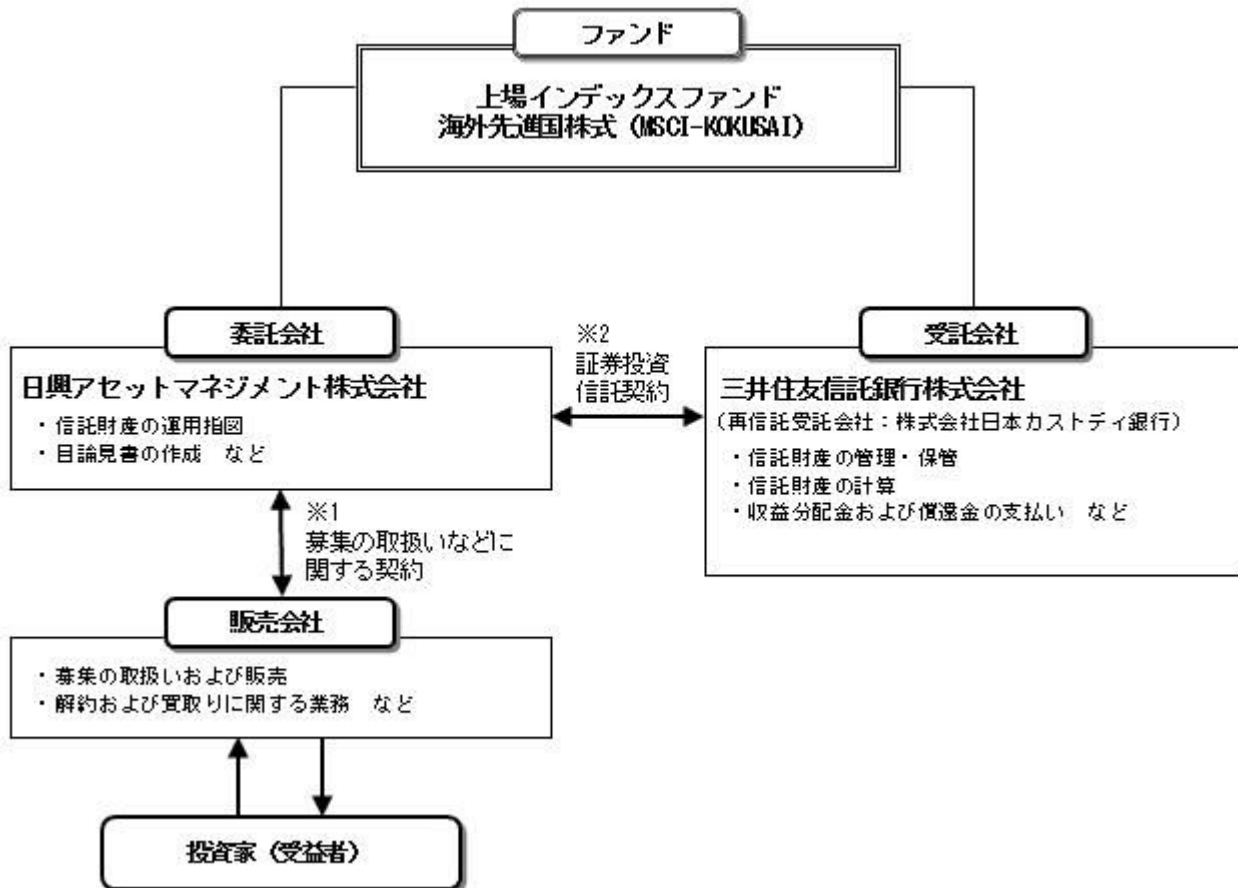 ファンド
上場インデックスファンド
海外先進国株式（MSCI-KOKUSAI）
委託会社
日興アセットマネジメント株式会社
・信託財産の運用指図
・目論見書の作成　など
※2
証券投資
信託契約
受託会社
三井住友信託銀行株式会社
（再信託受託会社：株式会社日本カストディ銀行）
・信託財産の管理・保管
・信託財産の計算
・収益分配金および償還金の支払い　など
※1
募集の取扱いなどに
関する契約
販売会社
・募集の取扱いおよび販売
・解約および買取りに関する業務　など
投資家（受益者）